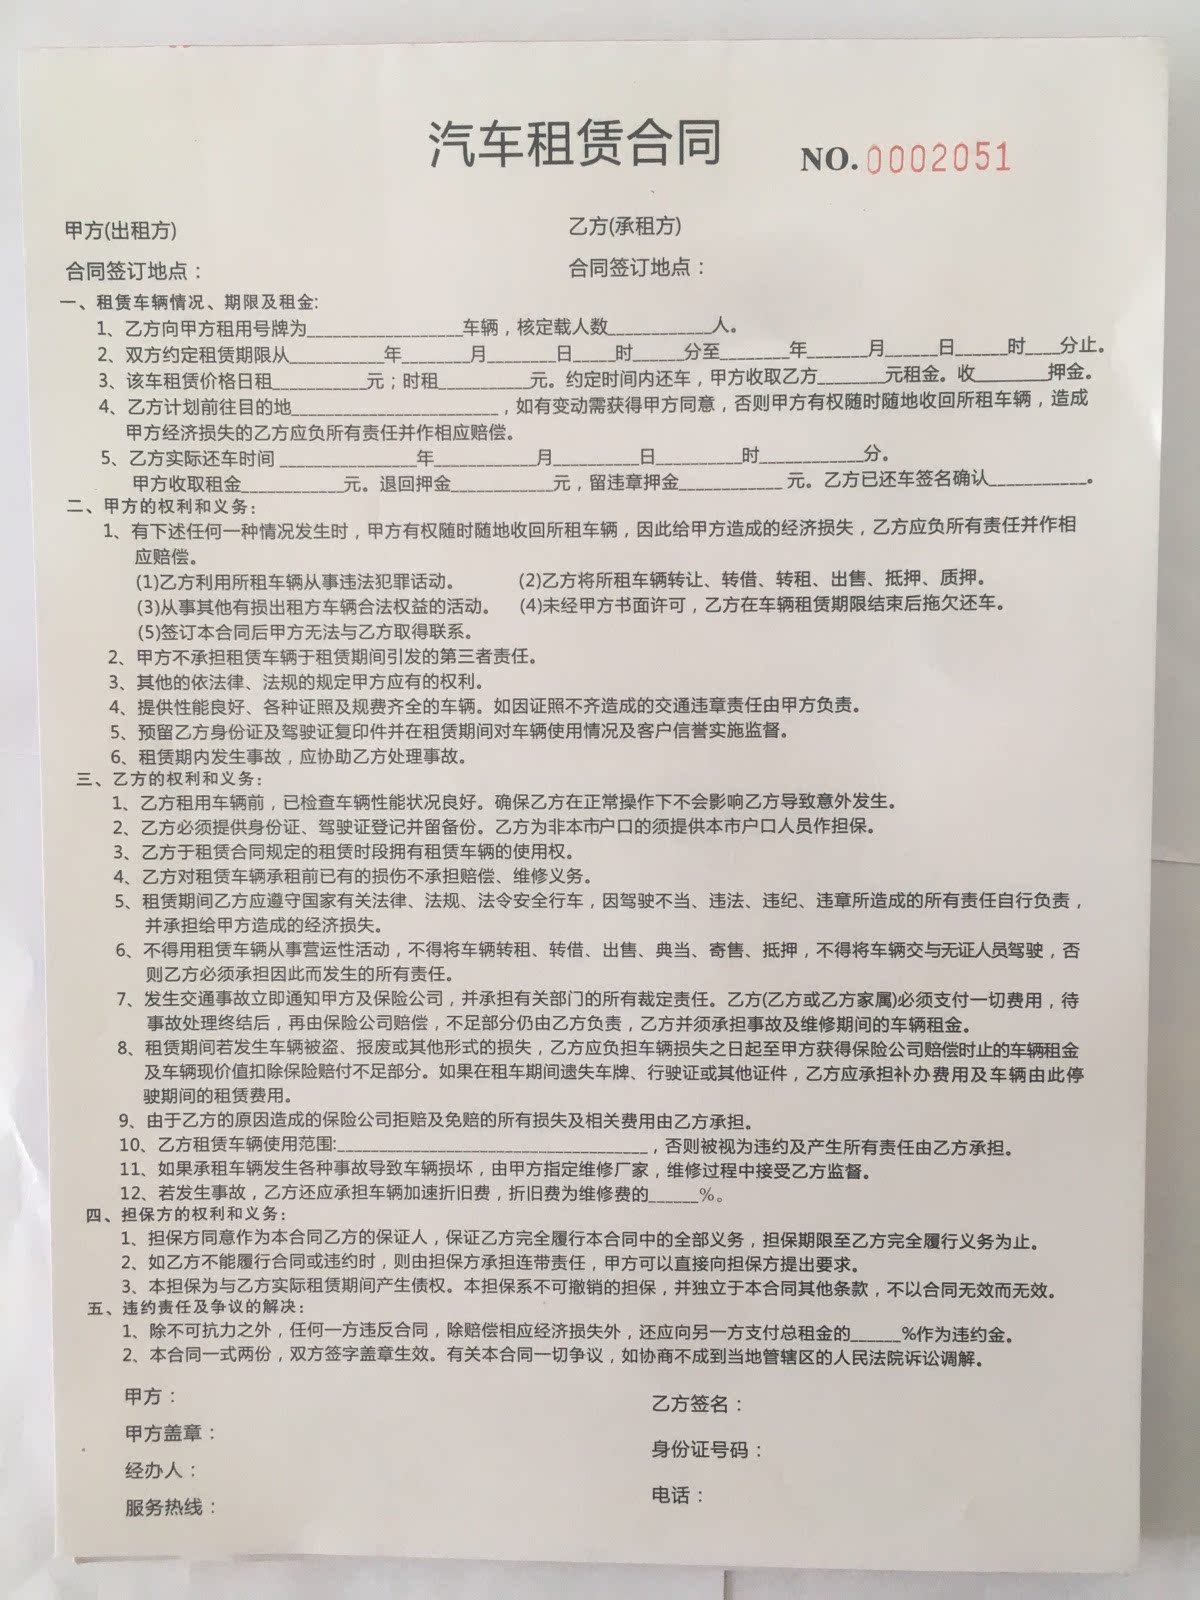 汽车租赁合同 NO.0002051
甲方(出租方) 乙方(承租方)
合同签订地点： 合同签订地点：
一、租赁车辆情况、期限及租金:
1、乙方向甲方租用号牌为__________________车辆，核定载人数____________人。
2、双方约定租赁期限从___________年________月________日_____时______分至________年_______月______日______时____分止。
3、该车租赁价格日租___________元；时租___________元。约定时间内还车，甲方收取乙方________元租金。收_________押金。
4、乙方计划前往目的地________________________，如有变动需获得甲方同意，否则甲方有权随时随地收回所租车辆，造成
甲方经济损失的乙方应负所有责任并作相应赔偿。
5、乙方实际还车时间 ________________年____________月__________日__________时____________分。
甲方收取租金____________元。退回押金____________元，留违章押金____________ 元。乙方已还车签名确认____________。
二、甲方的权利和义务:
1、有下述任何一种情况发生时，甲方有权随时随地收回所租车辆，因此给甲方造成的经济损失，乙方应负所有责任并作相
应赔偿。
(1)乙方利用所租车辆从事违法犯罪活动。 (2)乙方将所租车辆转让、转借、转租、出售、抵押、质押。
(3)从事其他有损出租方车辆合法权益的活动。 (4)未经甲方书面许可，乙方在车辆租赁期限结束后拖欠还车。
(5)签订本合同后甲方无法与乙方取得联系。
2、甲方不承担租赁车辆于租赁期间引发的第三者责任。
3、其他的依法律、法规的规定甲方应有的权利。
4、提供性能良好、各种证照及规费齐全的车辆。如因证照不齐造成的交通违章责任由甲方负责。
5、预留乙方身份证及驾驶证复印件并在租赁期间对车辆使用情况及客户信誉实施监督。
6、租赁期内发生事故，应协助乙方处理事故。
三、乙方的权利和义务:
1、乙方租用车辆前，已检查车辆性能状况良好。确保乙方在正常操作下不会影响乙方导致意外发生。
2、乙方必须提供身份证、驾驶证登记并留备份。乙方为非本市户口的须提供本市户口人员作担保。
3、乙方于租赁合同规定的租赁时段拥有租赁车辆的使用权。
4、乙方对租赁车辆承租前已有的损伤不承担赔偿、维修义务。
5、租赁期间乙方应遵守国家有关法律、法规、法令安全行车，因驾驶不当、违法、违纪、违章所造成的所有责任自行负责，
并承担给甲方造成的经济损失。
6、不得用租赁车辆从事营运性活动，不得将车辆转租、转借、出售、典当、寄售、抵押，不得将车辆交与无证人员驾驶，否
则乙方必须承担因此而发生的所有责任。
7、发生交通事故立即通知甲方及保险公司，并承担有关部门的所有裁定责任。乙方(乙方或乙方家属)必须支付一切费用，待
事故处理终结后，再由保险公司赔偿，不足部分仍由乙方负责，乙方并须承担事故及维修期间的车辆租金。
8、租赁期间若发生车辆被盗、报废或其他形式的损失，乙方应负担车辆损失之日起至甲方获得保险公司赔偿时止的车辆租金
及车辆现价值扣除保险赔付不足部分。如果在租车期间遗失车牌、行驶证或其他证件，乙方应承担补办费用及车辆由此停
驶期间的租赁费用。
9、由于乙方的原因造成的保险公司拒赔及免赔的所有损失及相关费用由乙方承担。
10、乙方租赁车辆使用范围:____________________________________，否则被视为违约及产生所有责任由乙方承担。
11、如果承租车辆发生各种事故导致车辆损坏，由甲方指定维修厂家，维修过程中接受乙方监督。
12、若发生事故，乙方还应承担车辆加速折旧费，折旧费为维修费的______%。
四、担保方的权利和义务:
1、担保方同意作为本合同乙方的保证人，保证乙方完全履行本合同中的全部义务，担保期限至乙方完全履行义务为止。
2、如乙方不能履行合同或违约时，则由担保方承担连带责任，甲方可以直接向担保方提出要求。
3、本担保为与乙方实际租赁期间产生债权。本担保系不可撤销的担保，并独立于本合同其他条款，不以合同无效而无效。
五、违约责任及争议的解决:
1、除不可抗力之外，任何一方违反合同，除赔偿相应经济损失外，还应向另一方支付总租金的______%作为违约金。
2、本合同一式两份，双方签字盖章生效。有关本合同一切争议，如协商不成到当地管辖区的人民法院诉讼调解。
甲方： 乙方签名：
甲方盖章： 身份证号码：
经办人： 电话：
服务热线：